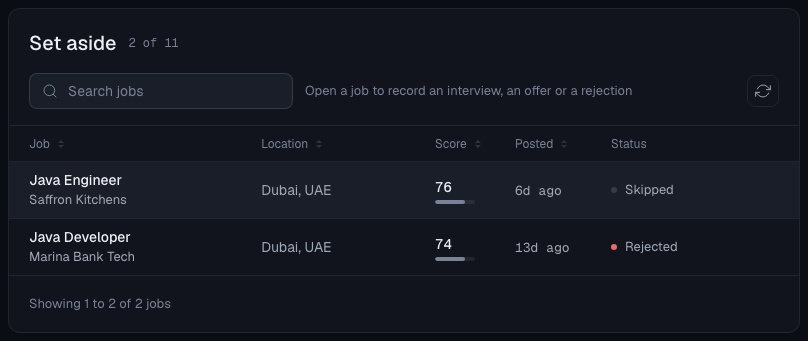 Set aside 2 of 11
Search jobs
Open a job to record an interview, an offer or a rejection
Job Location Score Posted Status
Java Engineer
Saffron Kitchens
Dubai, UAE
76
6d ago
Skipped
Java Developer
Marina Bank Tech
Dubai, UAE
74
13d ago
Rejected
Showing 1 to 2 of 2 jobs